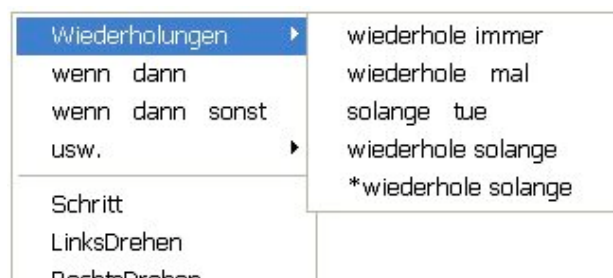 Wiederholungen
wenn dann
wenn dann sonst
usw.
Schritt
LinksDrehen
RechtsDrehen
wiederhole immer
wiederhole mal
solange tue
wiederhole solange
*wiederhole solange